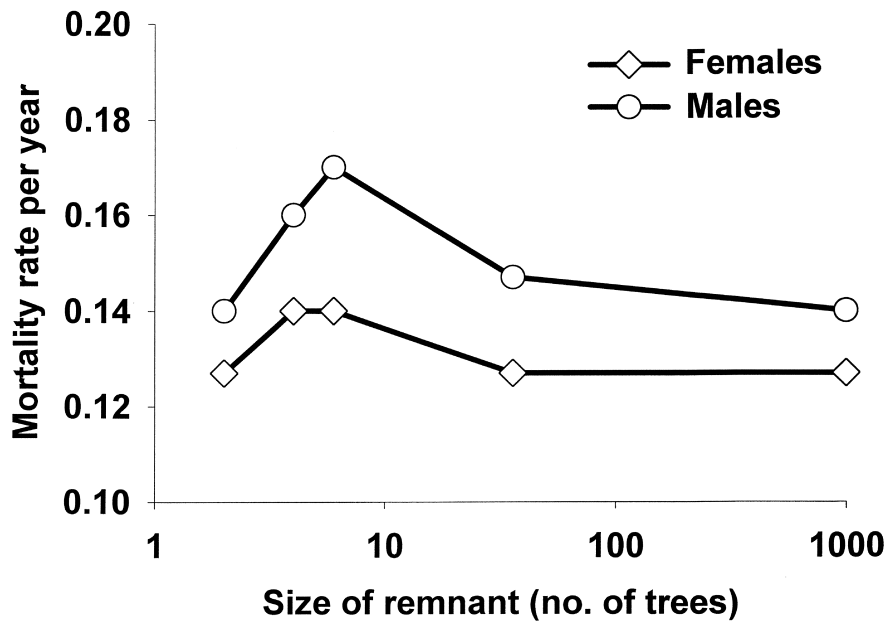 0.20
0.18
0.16
0.14
0.12
0.10
Mortality rate per year
Females
Males
1 10 100 1000
Size of remnant (no. of trees)